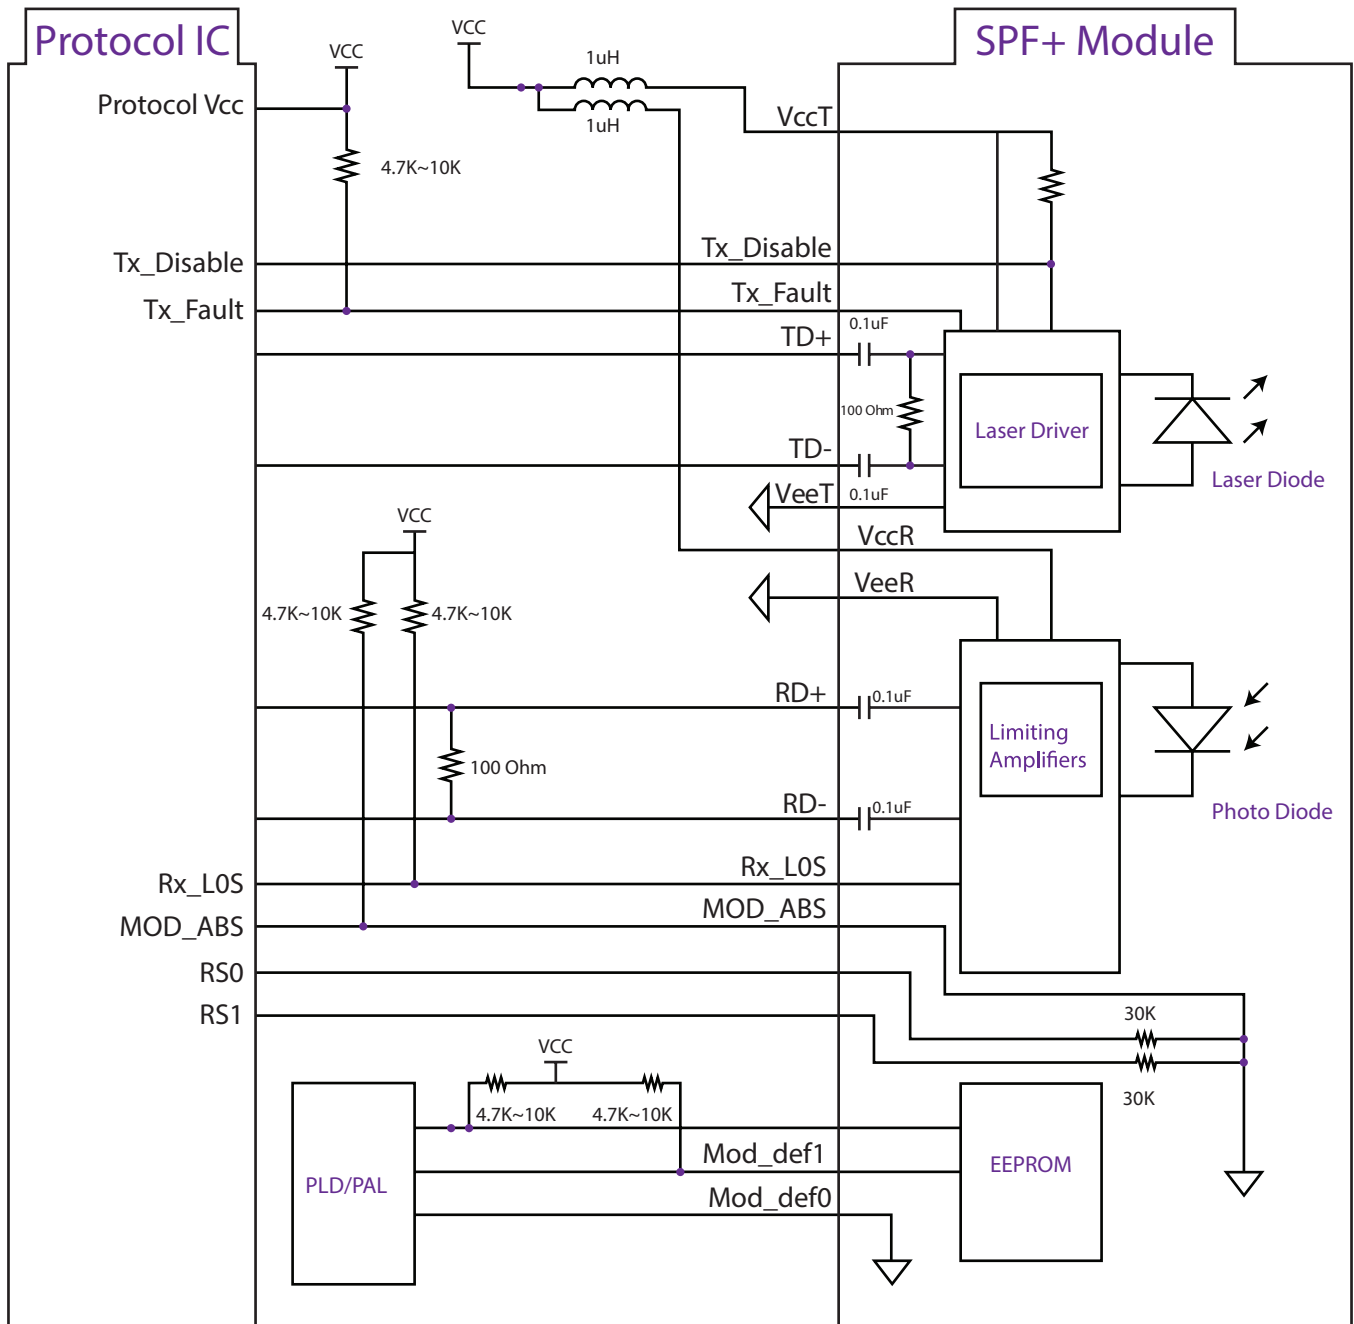 Protocol IC
SPF+ Module
VCC
VCC
1uH
1uH
Protocol Vcc
VccT
4.7K~10K
Tx_Disable
Tx_Disable
Tx_Fault
Tx_Fault
TD+
0.1uF
100 Ohm
Laser Driver
TD-
0.1uF
Laser Diode
VeeT
VCC
VccR
VeeR
4.7K~10K
4.7K~10K
RD+
0.1uF
Limiting
Amplifiers
100 Ohm
RD-
0.1uF
Photo Diode
Rx_L0S
Rx_L0S
MOD_ABS
MOD_ABS
RS0
RS1
30K
30K
VCC
4.7K~10K
4.7K~10K
Mod_def1
EEPROM
PLD/PAL
Mod_def0